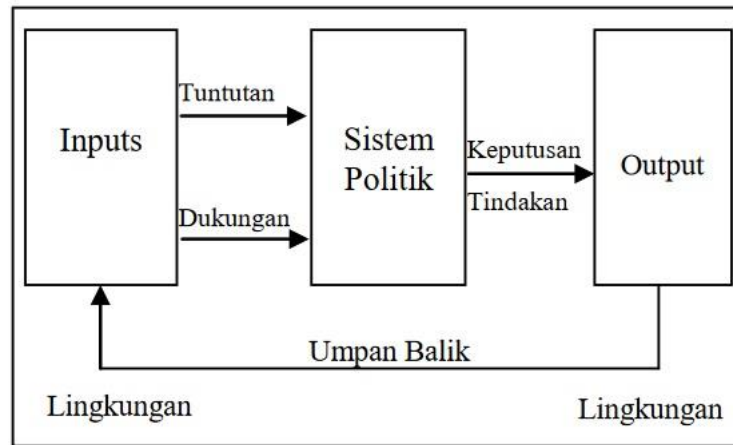 Inputs
Tuntutan
Dukungan
Sistem
Politik
Keputusan
Tindakan
Output
Umpan Balik
Lingkungan
Lingkungan